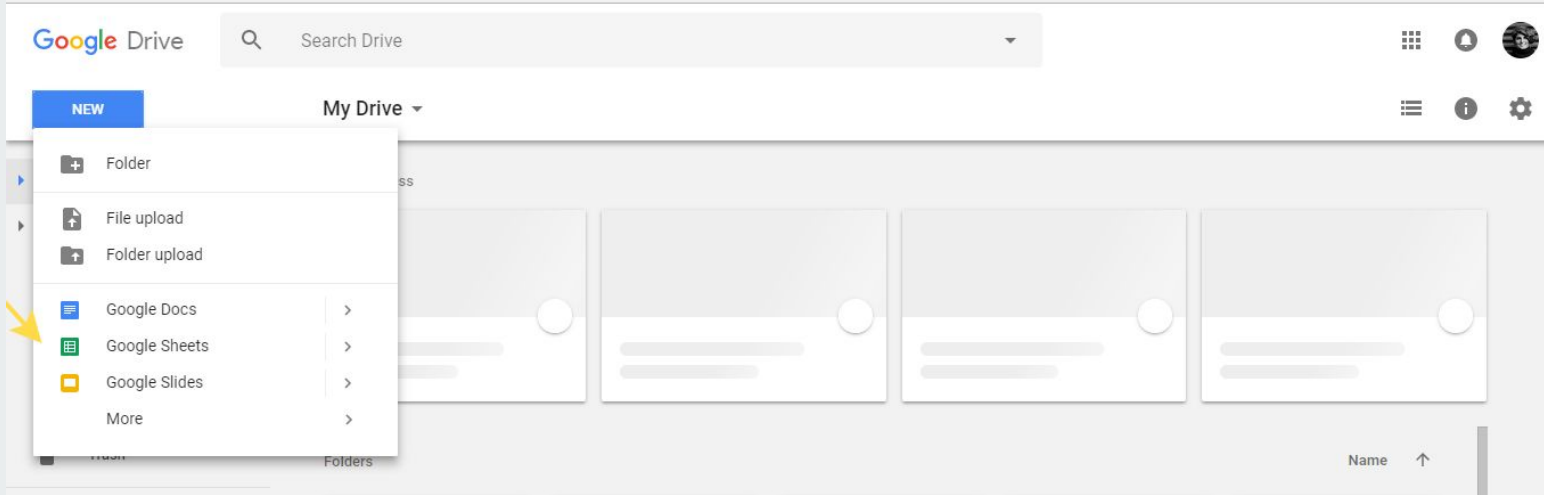 Google Drive
Search Drive
NEW
My Drive
Folder
ss
File upload
Folder upload
Google Docs
Google Sheets
Google Slides
More
Folders
Name